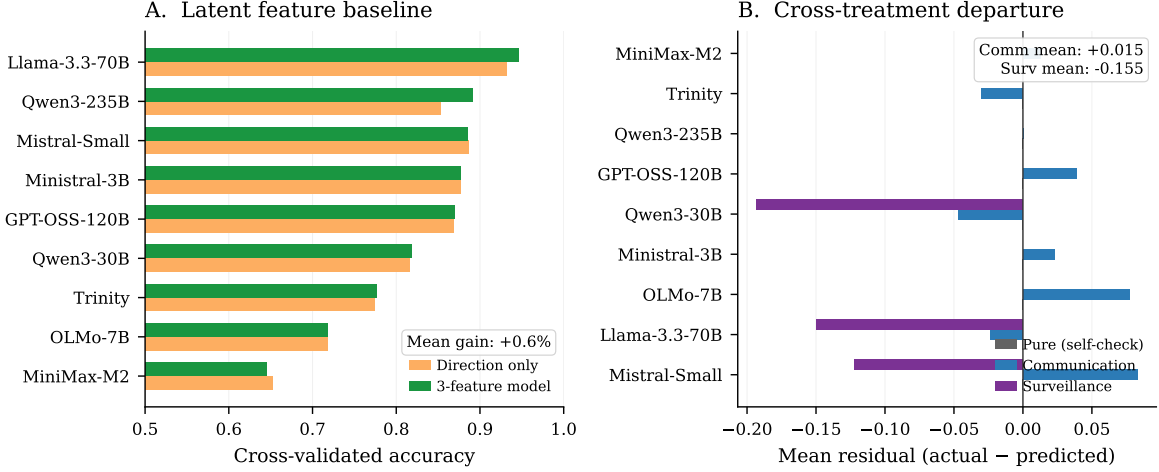 A.  Latent feature baseline
Llama-3.3-70B
Qwen3-235B
Mistral-Small
Ministral-3B
GPT-OSS-120B
Qwen3-30B
Trinity
OLMo-7B
MiniMax-M2
Mean gain: +0.6%
Direction only
3-feature model
0.5 0.6 0.7 0.8 0.9 1.0
Cross-validated accuracy
B.  Cross-treatment departure
Comm mean: +0.015
Surv mean: -0.155
MiniMax-M2
Trinity
Qwen3-235B
GPT-OSS-120B
Qwen3-30B
Ministral-3B
OLMo-7B
Llama-3.3-70B
Mistral-Small
Pure (self-check)
Communication
Surveillance
−0.20 −0.15 −0.10 −0.05 0.00 0.05
Mean residual (actual − predicted)